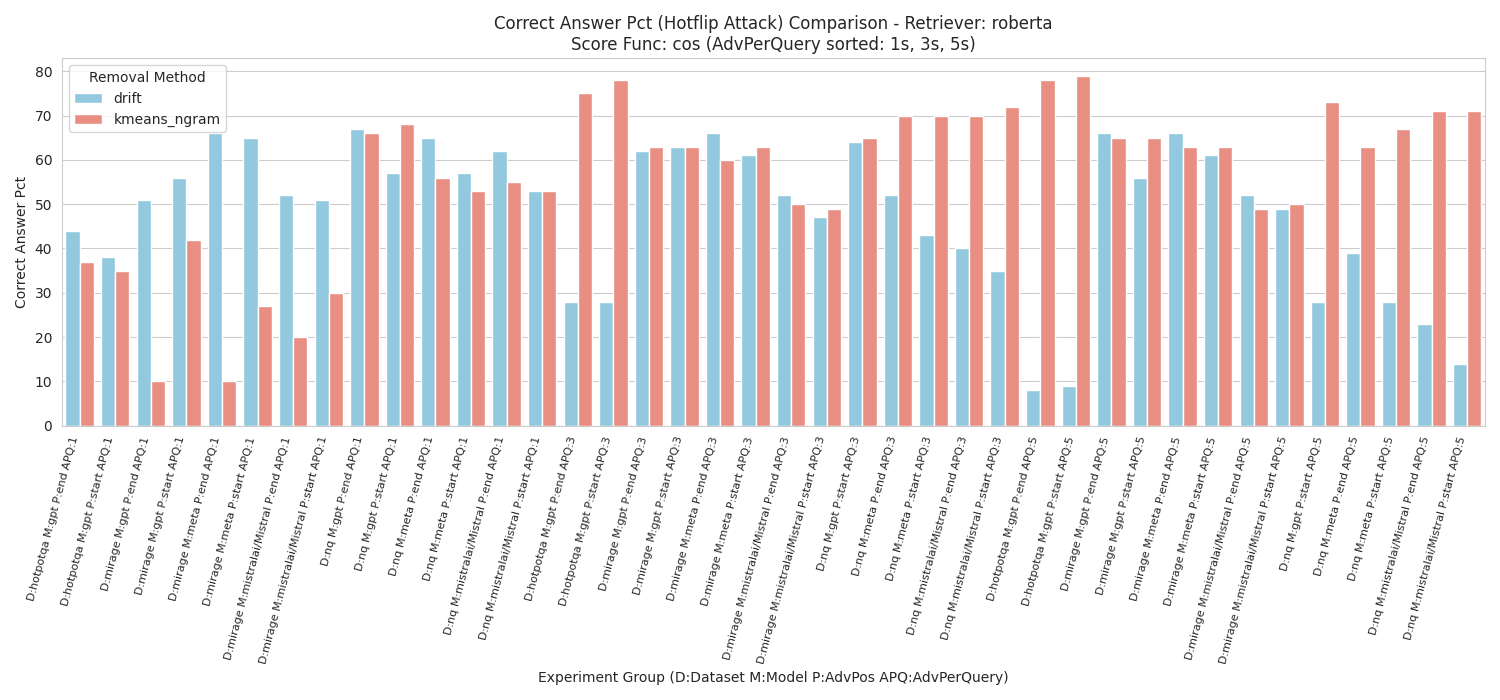 Correct Answer Pct (Hotflip Attack) Comparison - Retriever: roberta
Score Func: cos (AdvPerQuery sorted: 1s, 3s, 5s)
Removal Method
drift
kmeans_ngram
Correct Answer Pct
80
70
60
50
40
30
20
10
0
D:hotpotqa M:gpt P:end APQ:1
D:hotpotqa M:gpt P:start APQ:1
D:mirage M:gpt P:end APQ:1
D:mirage M:gpt P:start APQ:1
D:mirage M:meta P:end APQ:1
D:mirage M:meta P:start APQ:1
D:mirage M:mistralai/Mistral P:end APQ:1
D:mirage M:mistralai/Mistral P:start APQ:1
D:nq M:gpt P:end APQ:1
D:nq M:gpt P:start APQ:1
D:nq M:meta P:end APQ:1
D:nq M:meta P:start APQ:1
D:nq M:mistralai/Mistral P:end APQ:1
D:nq M:mistralai/Mistral P:start APQ:1
D:hotpotqa M:gpt P:end APQ:3
D:hotpotqa M:gpt P:start APQ:3
D:mirage M:gpt P:end APQ:3
D:mirage M:gpt P:start APQ:3
D:mirage M:meta P:end APQ:3
D:mirage M:meta P:start APQ:3
D:mirage M:mistralai/Mistral P:end APQ:3
D:mirage M:mistralai/Mistral P:start APQ:3
D:nq M:gpt P:start APQ:3
D:nq M:meta P:end APQ:3
D:nq M:meta P:start APQ:3
D:nq M:mistralai/Mistral P:end APQ:3
D:nq M:mistralai/Mistral P:start APQ:3
D:hotpotqa M:gpt P:end APQ:5
D:hotpotqa M:gpt P:start APQ:5
D:mirage M:gpt P:end APQ:5
D:mirage M:gpt P:start APQ:5
D:mirage M:meta P:end APQ:5
D:mirage M:meta P:start APQ:5
D:mirage M:mistralai/Mistral P:end APQ:5
D:mirage M:mistralai/Mistral P:start APQ:5
D:nq M:gpt P:start APQ:5
D:nq M:meta P:end APQ:5
D:nq M:meta P:start APQ:5
D:nq M:mistralai/Mistral P:end APQ:5
D:nq M:mistralai/Mistral P:start APQ:5
Experiment Group (D:Dataset M:Model P:AdvPos APQ:AdvPerQuery)